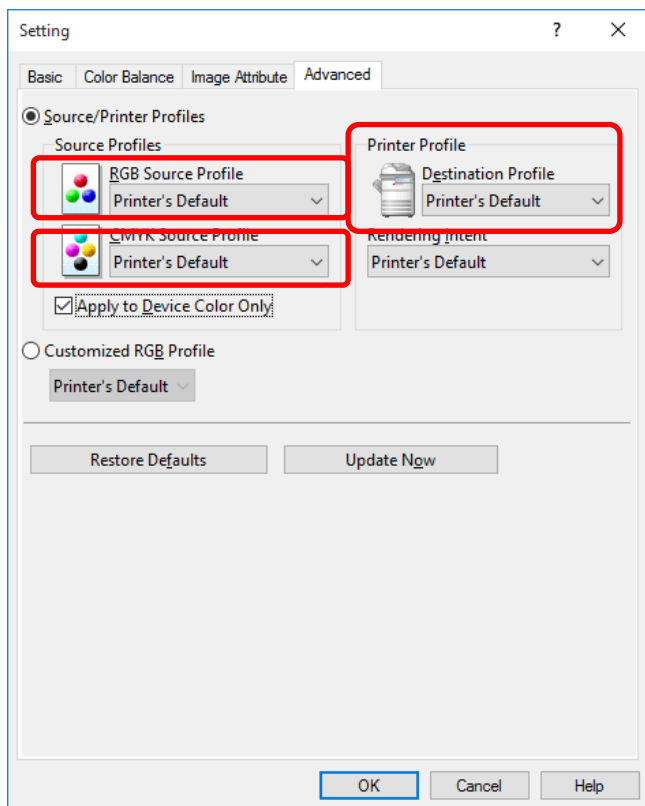 Setting
?
Basic Color Balance Image Attribute Advanced
Source/Printer Profiles
Source Profiles
RGB Source Profile
Printer's Default
CMYK Source Profile
Printer's Default
Apply to Device Color Only
Printer Profile
Destination Profile
Printer's Default
Rendering Intent
Printer's Default
Customized RGB Profile
Printer's Default
Restore Defaults Update Now
OK Cancel Help